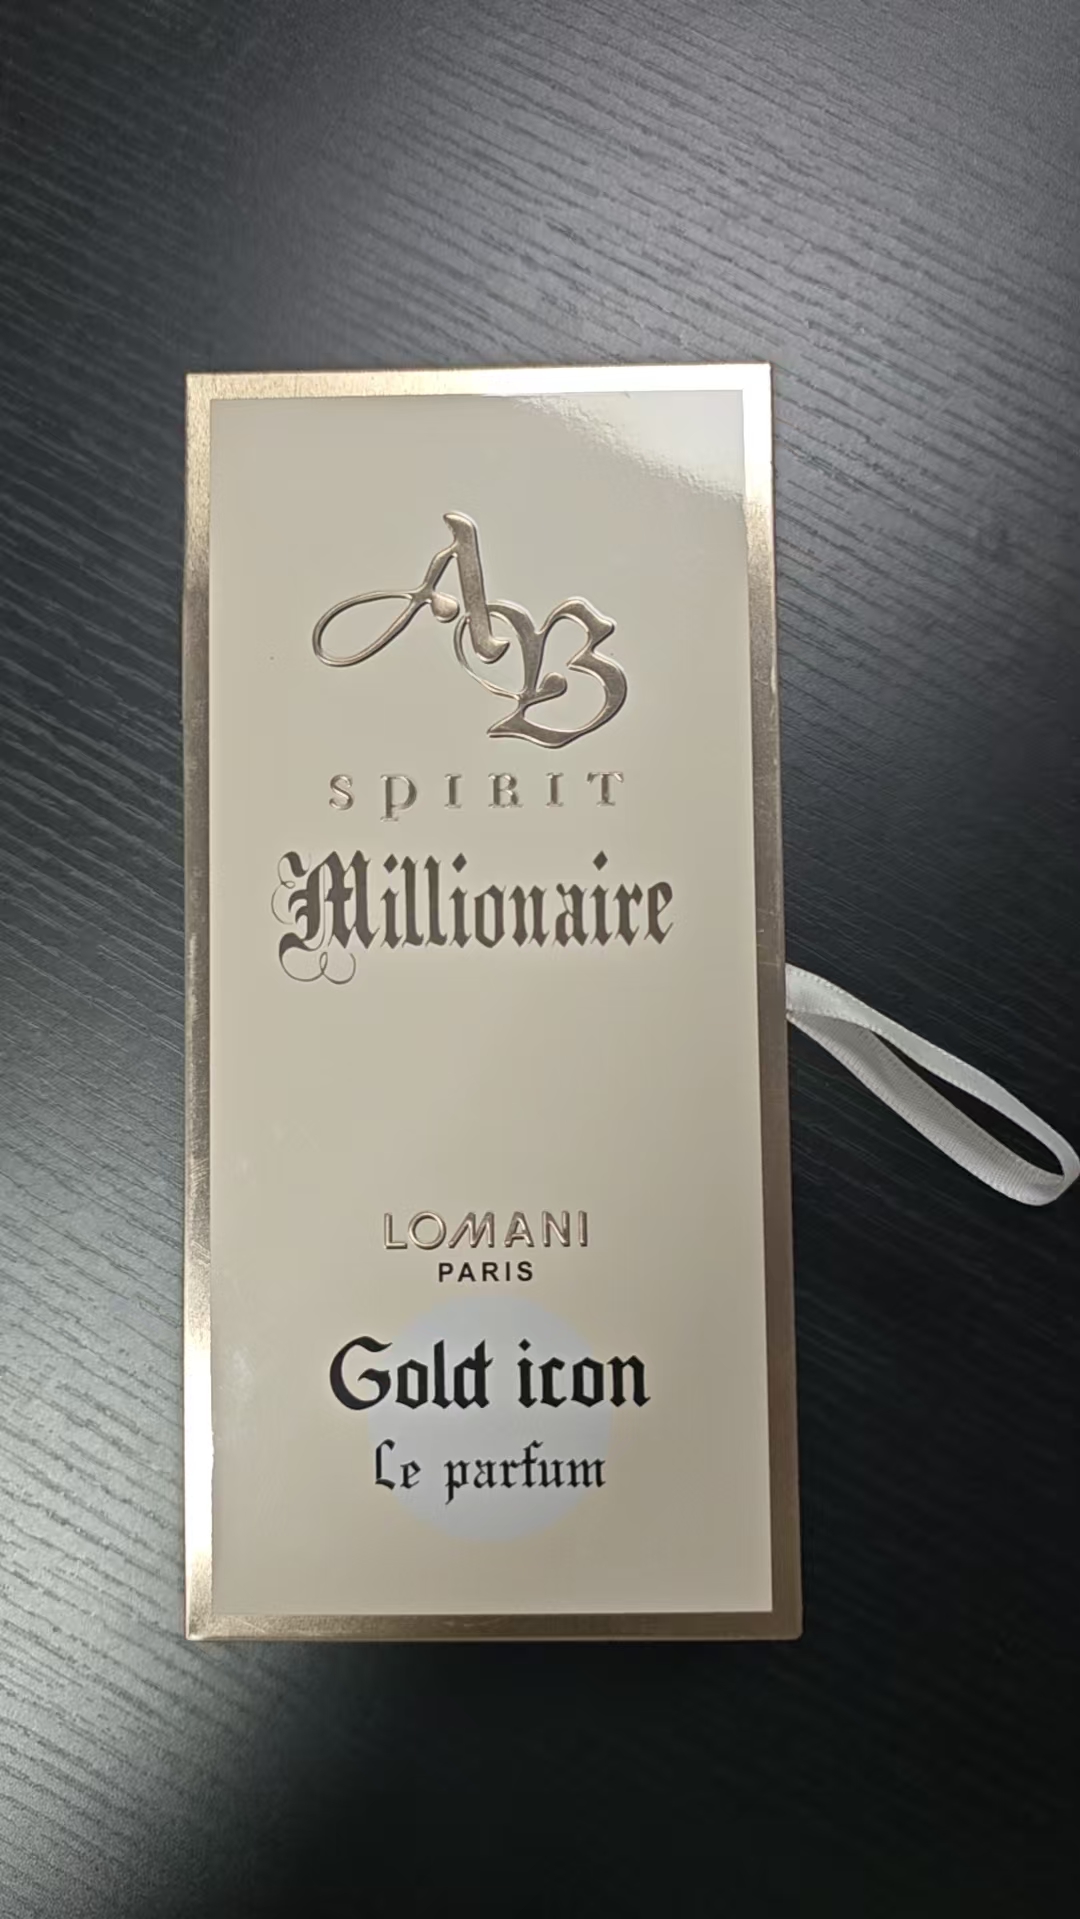 AB
SPIRIT
Millionaire
LOMANI
PARIS
Gold icon
Le parfum